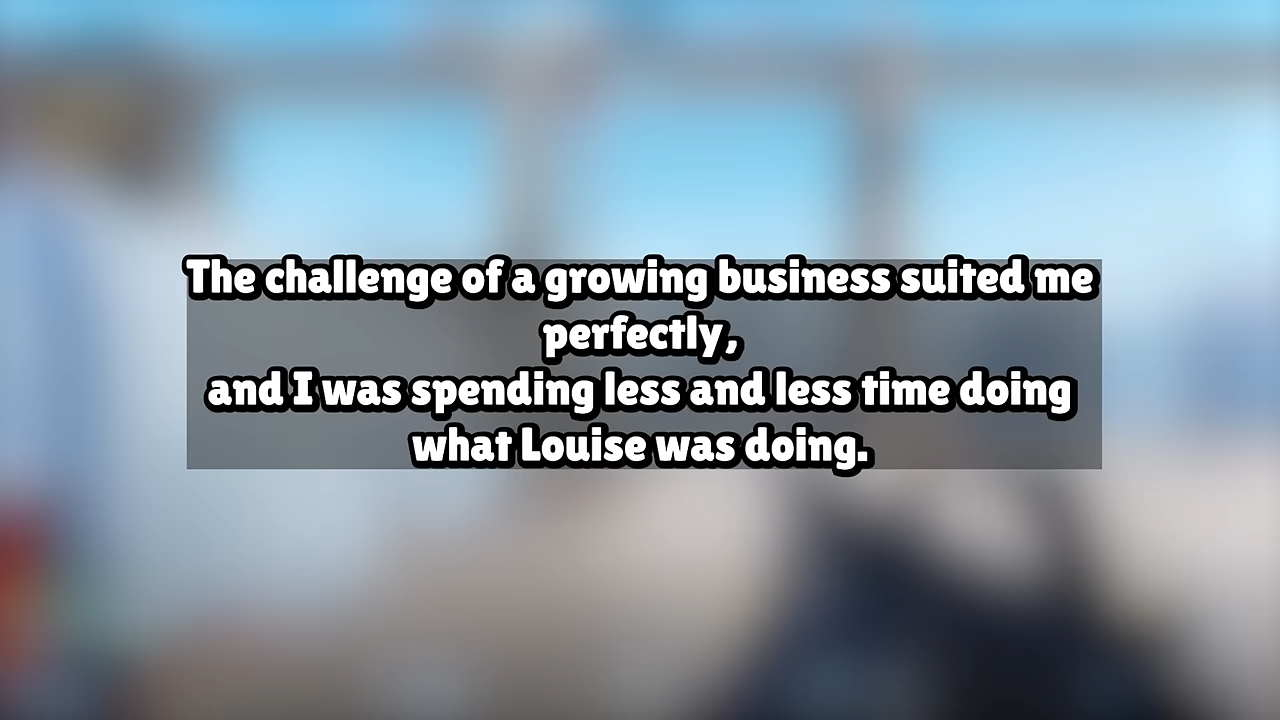 The challenge of a growing business suited me
perfectly,
and I was spending less and less time doing
what Louise was doing.